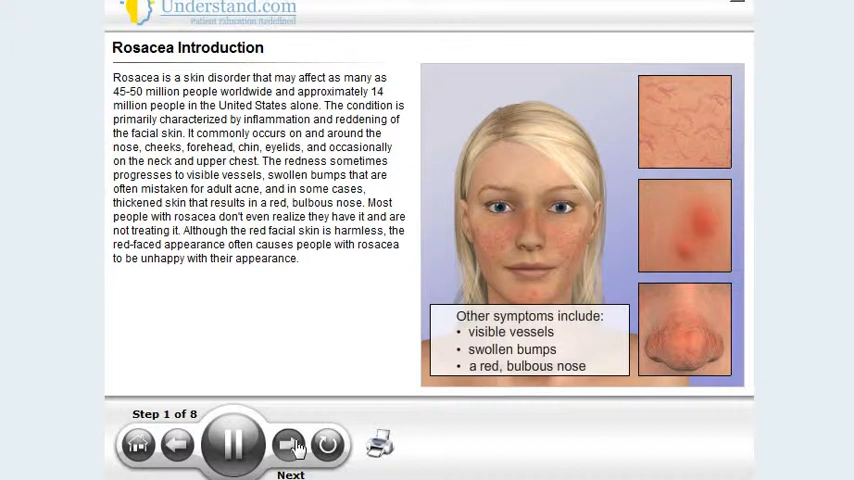 Understand.com
Patient Education Redefined
Rosacea Introduction
Rosacea is a skin disorder that may affect as many as
45-50 million people worldwide and approximately 14
million people in the United States alone. The condition is
primarily characterized by inflammation and reddening of
the facial skin. It commonly occurs on and around the
nose, cheeks, forehead, chin, eyelids, and occasionally
on the neck and upper chest. The redness sometimes
progresses to visible vessels, swollen bumps that are
often mistaken for adult acne, and in some cases,
thickened skin that results in a red, bulbous nose. Most
people with rosacea don't even realize they have it and are
not treating it. Although the red facial skin is harmless, the
red-faced appearance often causes people with rosacea
to be unhappy with their appearance.
Other symptoms include:
• visible vessels
• swollen bumps
• a red, bulbous nose
Step 1 of 8
Next